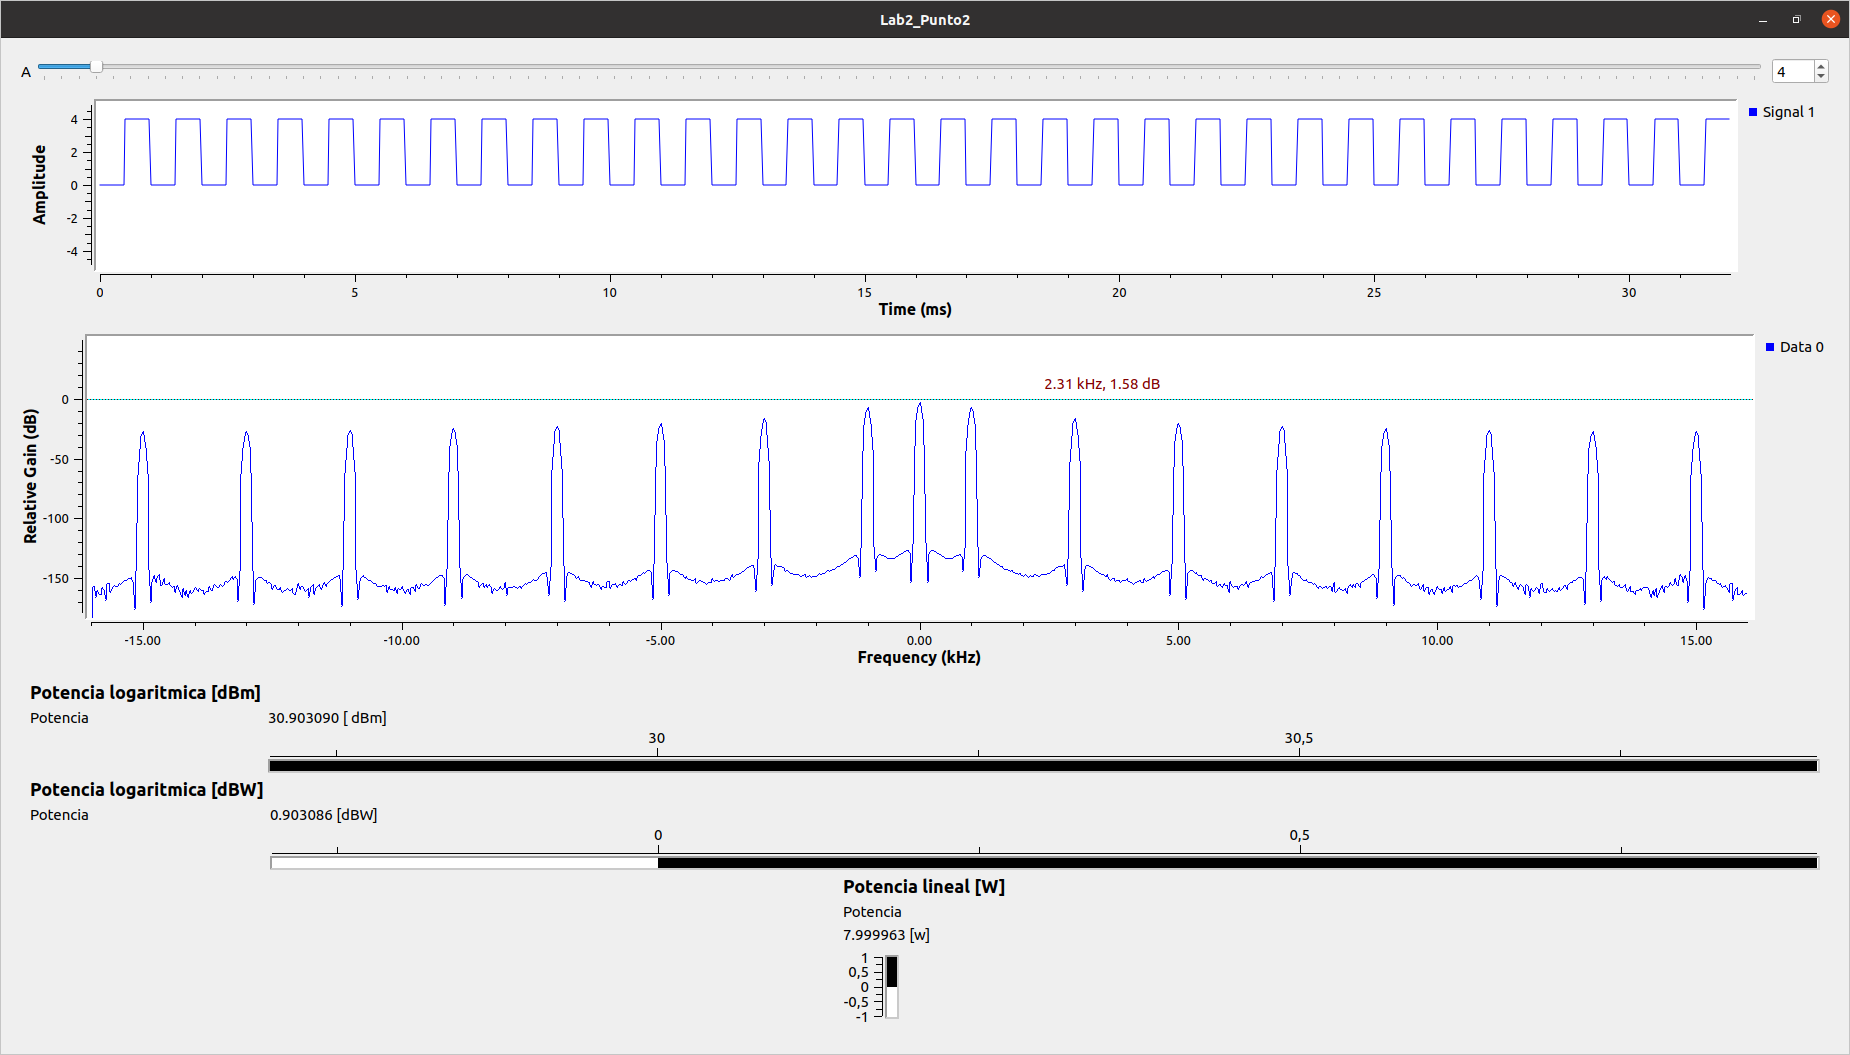 Lab2_Punto2
A
4
Signal 1
4
2
0
-2
-4
Amplitude
0 5 10 15 20 25 30
Time (ms)
Data 0
2.31 kHz, 1.58 dB
0
-50
-100
-150
Relative Gain (dB)
-15.00 -10.00 -5.00 0.00 5.00 10.00 15.00
Frequency (kHz)
Potencia logaritmica [dBm]
Potencia 30.903090 [ dBm]
30 30,5
Potencia logaritmica [dBW]
Potencia 0.903086 [dBW]
0 0,5
Potencia lineal [W]
Potencia
7.999963 [w]
1
0,5
0
-0,5
-1